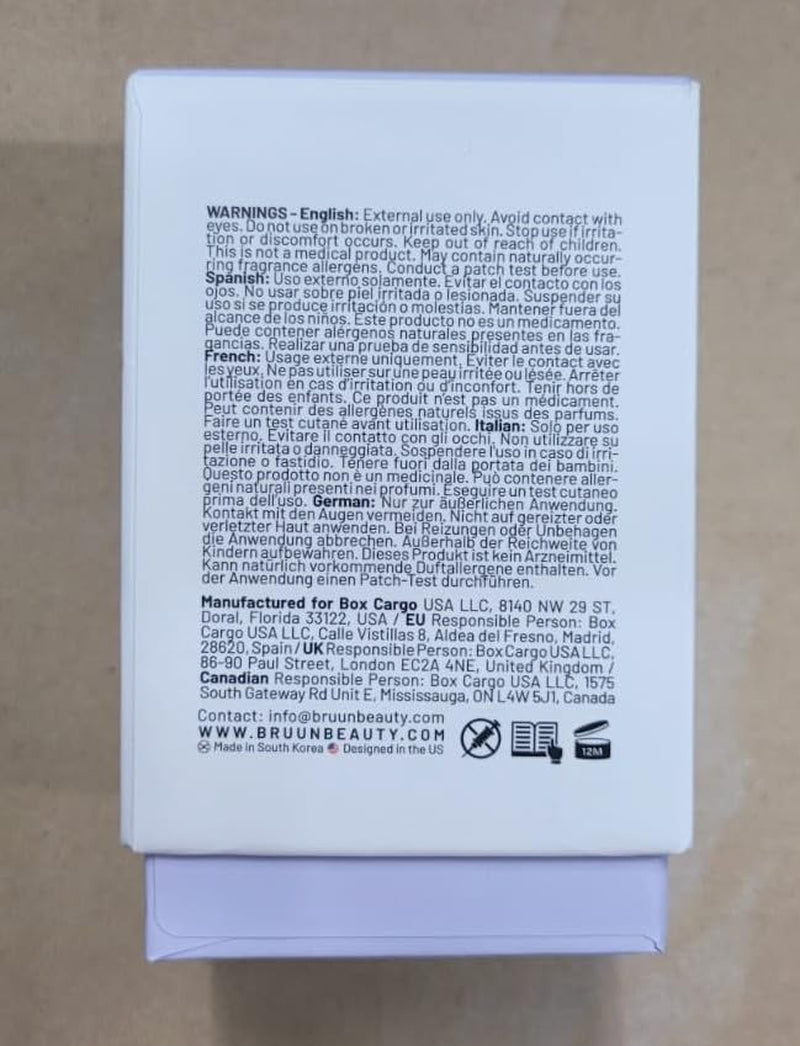 WARNINGS - English: External use only. Avoid contact with
eyes. Do not use on broken or irritated skin. Stop use if irrita-
tion or discomfort occurs. Keep out of reach of children.
This is not a medical product. May contain naturally occur-
ring fragrance allergens. Conduct a patch test before use.
Spanish: Uso externo solamente. Evitar el contacto con los
ojos. No usar sobre piel irritada o lesionada. Suspender su
uso si se produce irritación o molestias. Mantener fuera del
alcance de los niños. Este producto no es un medicamento.
Puede contener alérgenos naturales presentes en las fra-
gancias. Realizar una prueba de sensibilidad antes de usar.
French: Usage externe uniquement. Éviter le contact avec
les yeux. Ne pas utiliser sur une peau irritée ou lésée. Arrêter
l'utilisation en cas d'irritation ou d'inconfort. Tenir hors de
portée des enfants. Ce produit n'est pas un médicament.
Peut contenir des allergènes naturels issus des parfums.
Faire un test cutané avant utilisation. Italian: Solo per uso
esterno. Evitare il contatto con gli occhi. Non utilizzare su
pelle irritata o danneggiata. Sospendere l'uso in caso di irri-
tazione o fastidio. Tenere fuori dalla portata dei bambini.
Questo prodotto non è un medicinale. Può contenere aller-
geni naturali presenti nei profumi. Eseguire un test cutaneo
prima dell'uso. German: Nur zur äußerlichen Anwendung.
Kontakt mit den Augen vermeiden. Nicht auf gereizter oder
verletzter Haut anwenden. Bei Reizungen oder Unbehagen
die Anwendung abbrechen. Außerhalb der Reichweite von
Kindern aufbewahren. Dieses Produkt ist kein Arzneimittel.
Kann natürlich vorkommende Duftallergene enthalten. Vor
der Anwendung einen Patch-Test durchführen.
Manufactured for Box Cargo USA LLC, 8140 NW 29 ST,
Doral, Florida 33122, USA / EU Responsible Person: Box
Cargo USA LLC, Calle Vistillas 8, Aldea del Fresno, Madrid,
28620, Spain / UK Responsible Person: Box Cargo USA LLC,
86-90 Paul Street, London EC2A 4NE, United Kingdom /
Canadian Responsible Person: Box Cargo USA LLC, 1575
South Gateway Rd Unit E, Mississauga, ON L4W 5J1, Canada
Contact: info@bruunbeauty.com
WWW.BRUUNBEAUTY.COM
Made in South Korea Designed in the US
12M